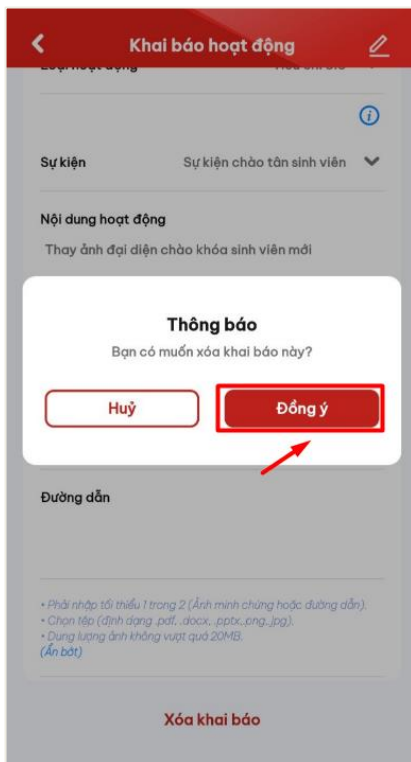 Khai báo hoạt động
Sự kiện Sự kiện chào tân sinh viên
Nội dung hoạt động
Thay ảnh đại diện chào khóa sinh viên mới
Thông báo
Bạn có muốn xóa khai báo này?
Huỷ Đồng ý
Đường dẫn
• Phải nhập tối thiểu 1 trong 2 (Ảnh minh chứng hoặc đường dẫn).
• Chọn tệp (định dạng .pdf, .docx, .pptx,.png,.jpg).
• Dung lượng ảnh không vượt quá 20MB.
(Ẩn bớt)
Xóa khai báo